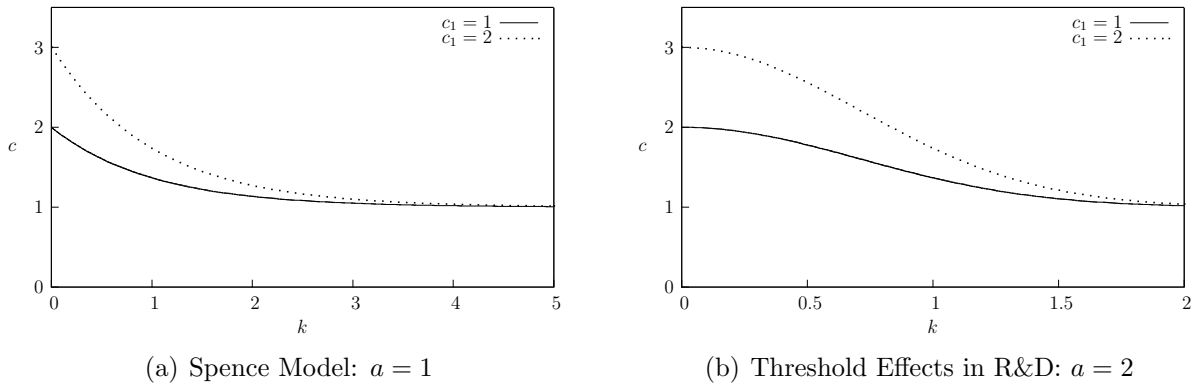 c₁ = 1
c₁ = 2
3
2
c
1
0
0 1 2 3 4 5
k
(a) Spence Model: a = 1
c₁ = 1
c₁ = 2
3
2
c
1
0
0 0.5 1 1.5 2
k
(b) Threshold Effects in R&D: a = 2